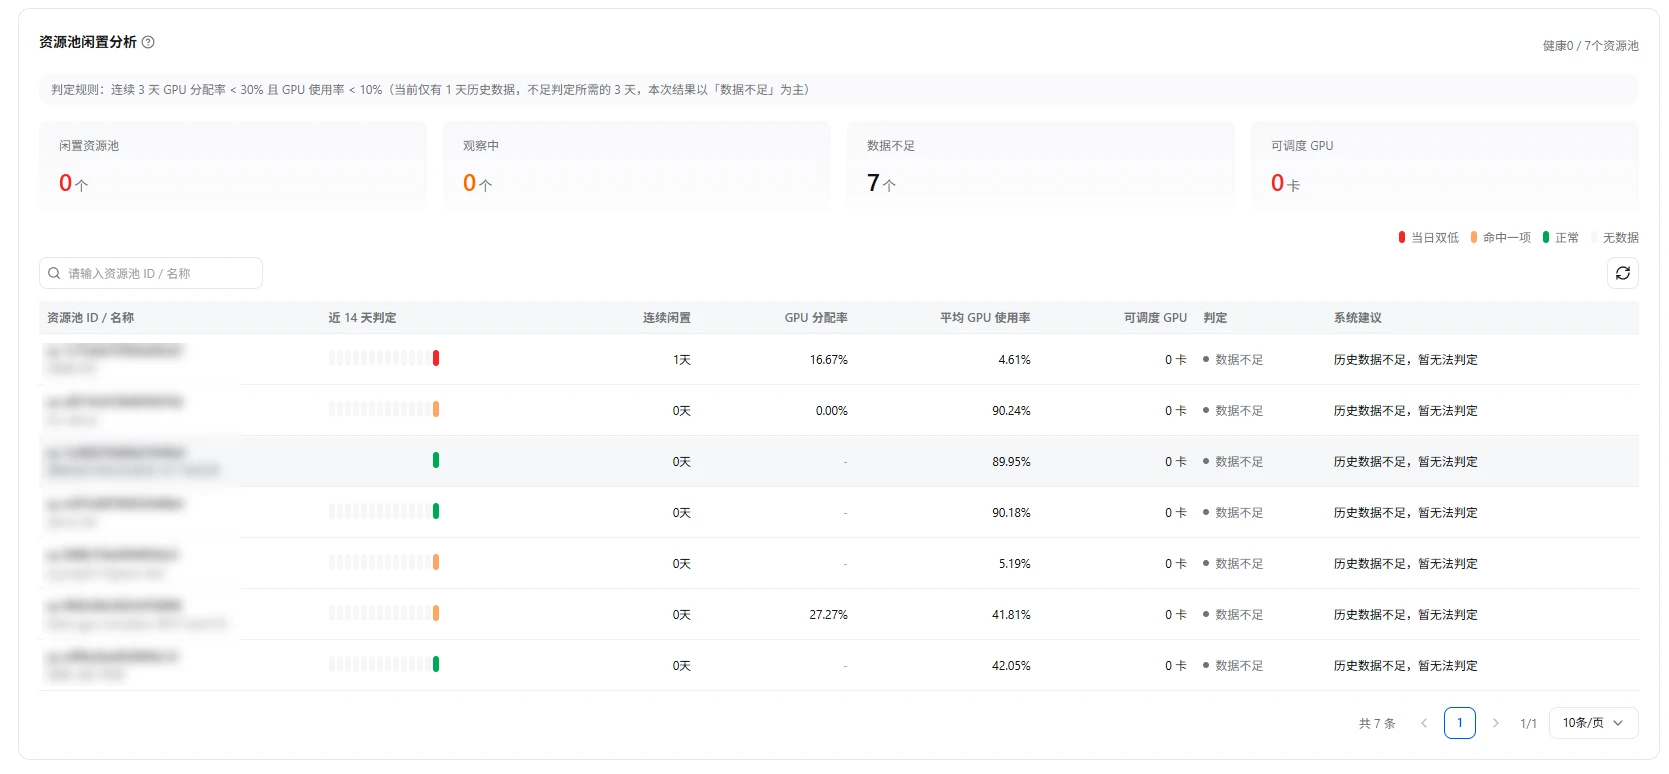 资源池闲置分析
健康0 / 7个资源池
判定规则：连续 3 天 GPU 分配率 < 30% 且 GPU 使用率 < 10%（当前仅有 1 天历史数据，不足判定所需的 3 天，本次结果以「数据不足」为主）
闲置资源池 观察中 数据不足 可调度 GPU
0个 0个 7个 0卡
当日双低 命中一项 正常 无数据
请输入资源池 ID / 名称
资源池 ID / 名称 近 14 天判定 连续闲置 GPU 分配率 平均 GPU 使用率 可调度 GPU 判定 系统建议
1天 16.67% 4.61% 0 卡 数据不足 历史数据不足，暂无法判定
0天 0.00% 90.24% 0 卡 数据不足 历史数据不足，暂无法判定
0天 - 89.95% 0 卡 数据不足 历史数据不足，暂无法判定
0天 - 90.18% 0 卡 数据不足 历史数据不足，暂无法判定
0天 - 5.19% 0 卡 数据不足 历史数据不足，暂无法判定
0天 27.27% 41.81% 0 卡 数据不足 历史数据不足，暂无法判定
0天 - 42.05% 0 卡 数据不足 历史数据不足，暂无法判定
共 7 条 1 1/1 10条/页